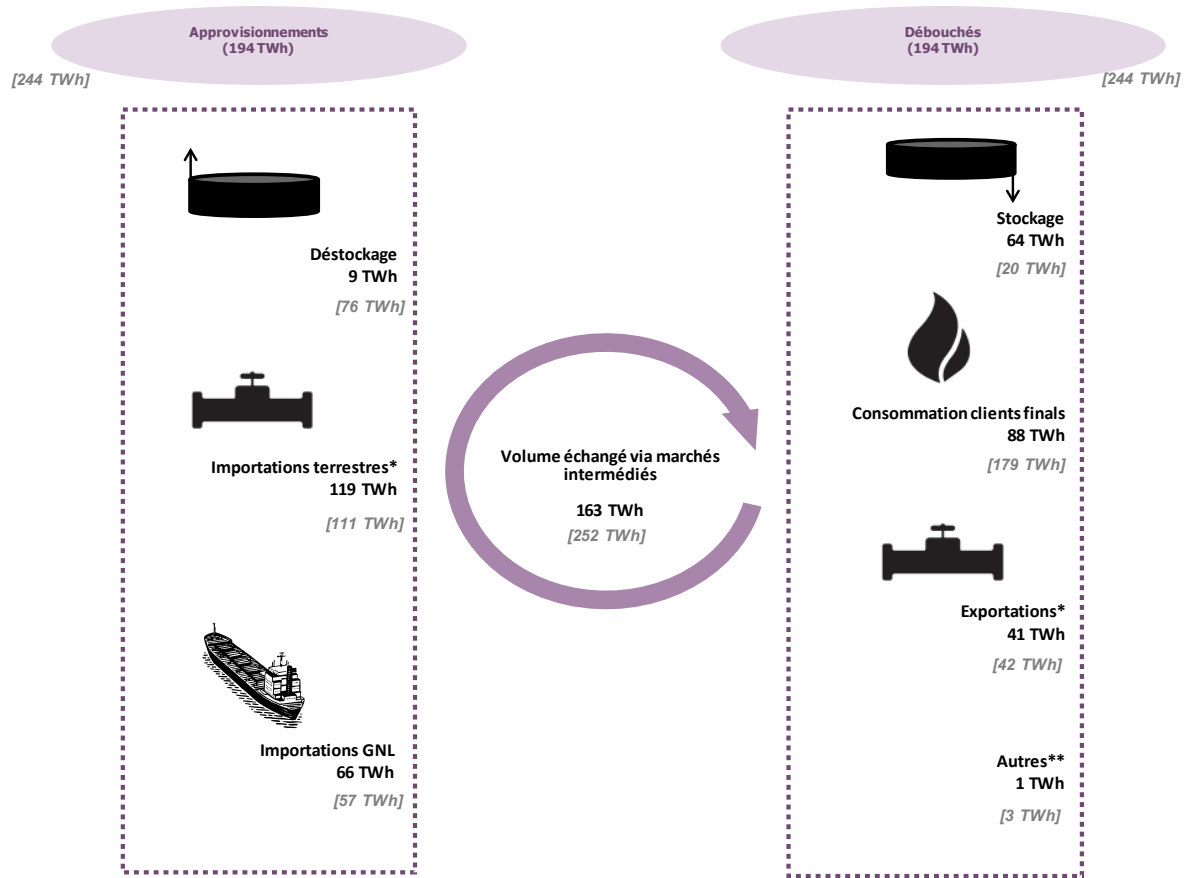 Approvisionnements
(194 TWh)
[244 TWh]
Déstockage
9 TWh
[76 TWh]
Importations terrestres*
119 TWh
[111 TWh]
Importations GNL
66 TWh
[57 TWh]
Volume échangé via marchés
intermédiés
163 TWh
[252 TWh]
Débouchés
(194 TWh)
[244 TWh]
Stockage
64 TWh
[20 TWh]
Consommation clients finals
88 TWh
[179 TWh]
Exportations*
41 TWh
[42 TWh]
Autres**
1 TWh
[3 TWh]